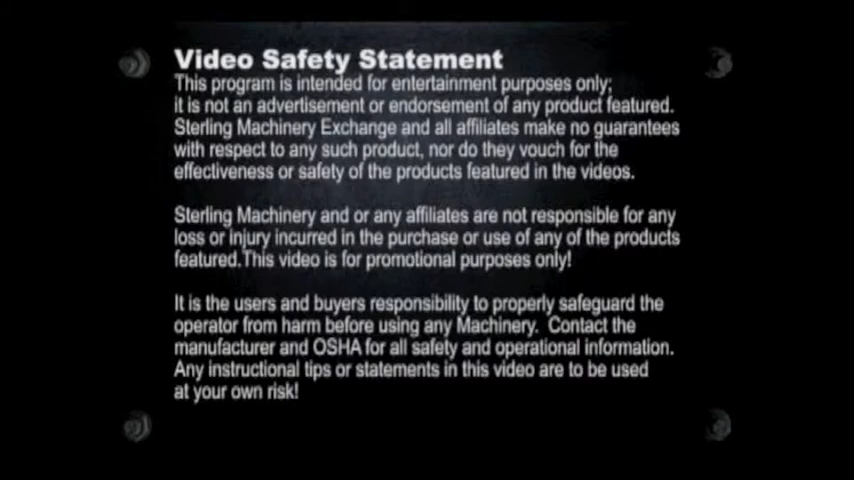 Video Safety Statement
This program is intended for entertainment purposes only;
it is not an advertisement or endorsement of any product featured.
Sterling Machinery Exchange and all affiliates make no guarantees
with respect to any such product, nor do they vouch for the
effectiveness or safety of the products featured in the videos.
Sterling Machinery and or any affiliates are not responsible for any
loss or injury incurred in the purchase or use of any of the products
featured.This video is for promotional purposes only!
It is the users and buyers responsibility to properly safeguard the
operator from harm before using any Machinery. Contact the
manufacturer and OSHA for all safety and operational information.
Any instructional tips or statements in this video are to be used
at your own risk!